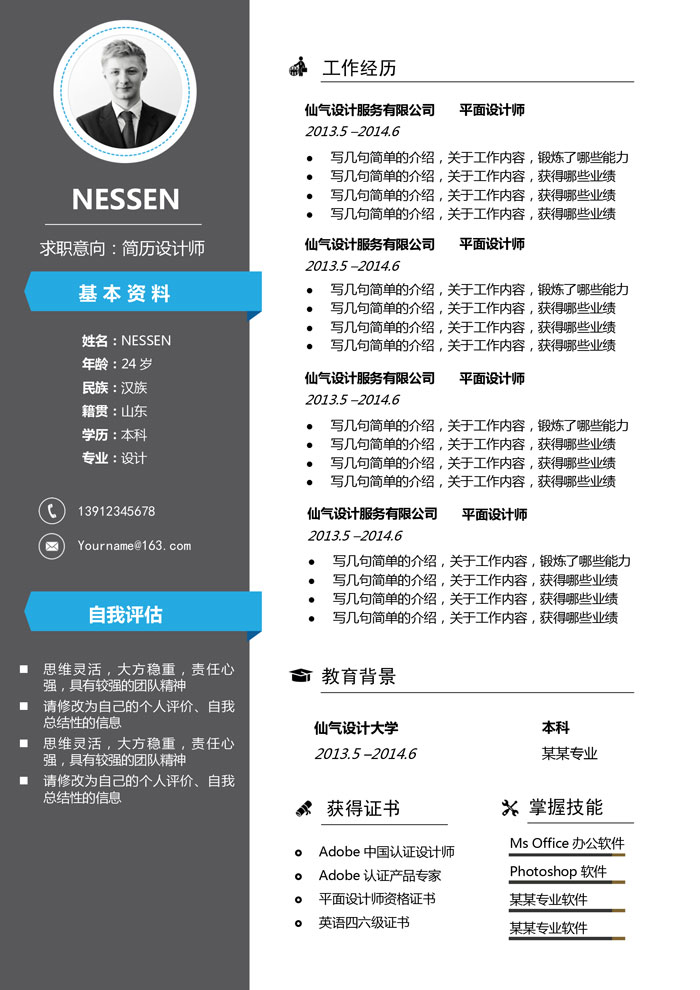 NESSEN
求职意向：简历设计师
基本资料
姓名：NESSEN
年龄：24 岁
民族：汉族
籍贯：山东
学历：本科
专业：设计
13912345678
Yourname@163.com
自我评估
思维灵活，大方稳重，责任心
强，具有较强的团队精神
请修改为自己的个人评价、自我
总结性的信息
思维灵活，大方稳重，责任心
强，具有较强的团队精神
请修改为自己的个人评价、自我
总结性的信息
工作经历
仙气设计服务有限公司 平面设计师
2013.5 –2014.6
写几句简单的介绍，关于工作内容，锻炼了哪些能力
写几句简单的介绍，关于工作内容，获得哪些业绩
写几句简单的介绍，关于工作内容，获得哪些业绩
写几句简单的介绍，关于工作内容，获得哪些业绩
仙气设计服务有限公司 平面设计师
2013.5 –2014.6
写几句简单的介绍，关于工作内容，锻炼了哪些能力
写几句简单的介绍，关于工作内容，获得哪些业绩
写几句简单的介绍，关于工作内容，获得哪些业绩
写几句简单的介绍，关于工作内容，获得哪些业绩
仙气设计服务有限公司 平面设计师
2013.5 –2014.6
写几句简单的介绍，关于工作内容，锻炼了哪些能力
写几句简单的介绍，关于工作内容，获得哪些业绩
写几句简单的介绍，关于工作内容，获得哪些业绩
写几句简单的介绍，关于工作内容，获得哪些业绩
仙气设计服务有限公司 平面设计师
2013.5 –2014.6
写几句简单的介绍，关于工作内容，锻炼了哪些能力
写几句简单的介绍，关于工作内容，获得哪些业绩
写几句简单的介绍，关于工作内容，获得哪些业绩
写几句简单的介绍，关于工作内容，获得哪些业绩
教育背景
仙气设计大学 本科
2013.5 –2014.6 某某专业
获得证书
Adobe 中国认证设计师
Adobe 认证产品专家
平面设计师资格证书
英语四六级证书
掌握技能
Ms Office 办公软件
Photoshop 软件
某某专业软件
某某专业软件